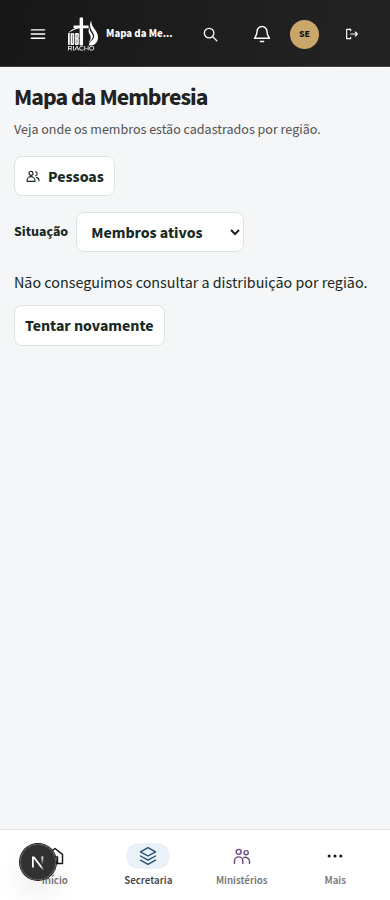 IDB
RIACHO
Mapa da Me...
SE
Mapa da Membresia
Veja onde os membros estão cadastrados por região.
Pessoas
Situação
Membros ativos
Não conseguimos consultar a distribuição por região.
Tentar novamente
N
Início
Secretaria
Ministérios
Mais